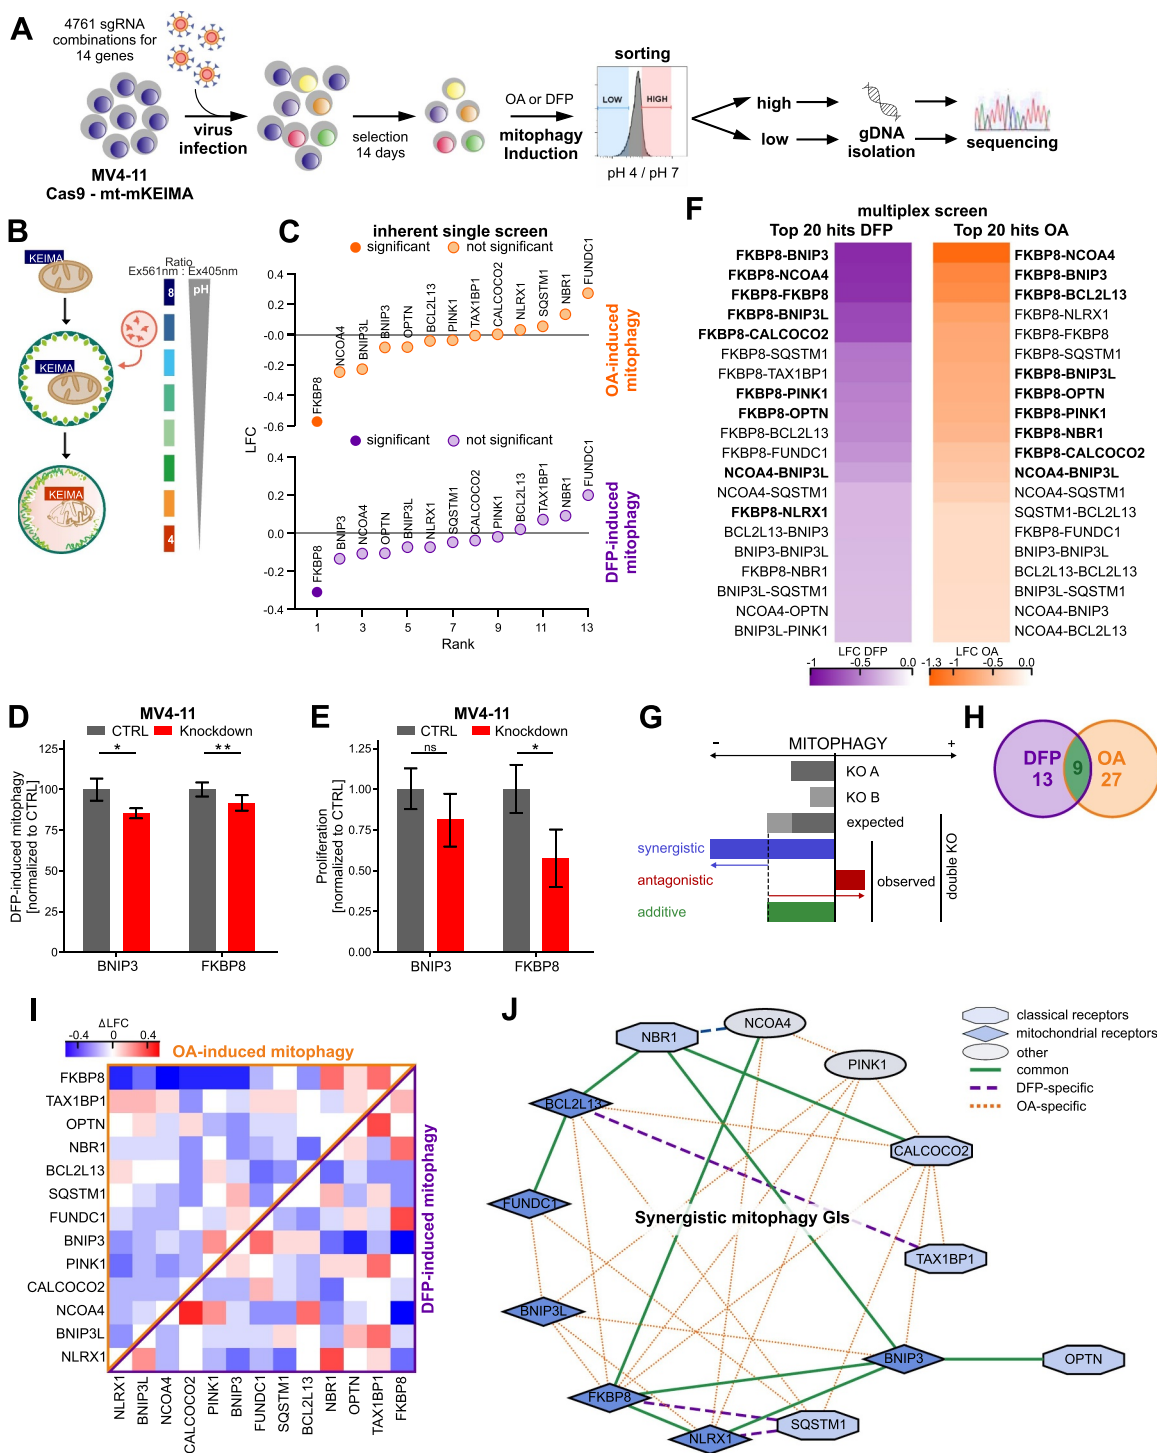 A
4761 sgRNA
combinations for
14 genes
MV4-11
Cas9 - mt-mKEIMA
virus
infection
selection
14 days
OA or DFP
mitophagy
Induction
sorting
LOW
HIGH
pH 4 / pH 7
high
low
gDNA
isolation
sequencing
B
KEIMA
KEIMA
KEIMA
Ratio
Ex561nm : Ex405nm
8
pH
4
C
inherent single screen
significant
not significant
0.4
0.2
-0.0
-0.2
-0.4
-0.6
FKBP8
NCOA4
BNIP3L
BNIP3
OPTN
BCL2L13
PINK1
TAX1BP1
CALCOCO2
NLRX1
SQSTM1
NBR1
FUNDC1
OA-induced
mitophagy
LFC
significant
not significant
0.4
0.2
0.0
-0.2
-0.4
FKBP8
BNIP3
NCOA4
OPTN
BNIP3L
NLRX1
SQSTM1
CALCOCO2
PINK1
BCL2L13
TAX1BP1
NBR1
FUNDC1
DFP-induced
mitophagy
1
3
5
7
9
11
13
Rank
F
multiplex screen
Top 20 hits DFP
Top 20 hits OA
FKBP8-BNIP3
FKBP8-NCOA4
FKBP8-FKBP8
FKBP8-BNIP3L
FKBP8-CALCOCO2
FKBP8-SQSTM1
FKBP8-TAX1BP1
FKBP8-PINK1
FKBP8-OPTN
FKBP8-BCL2L13
FKBP8-FUNDC1
NCOA4-BNIP3L
NCOA4-SQSTM1
FKBP8-NLRX1
BCL2L13-BNIP3
BNIP3-BNIP3L
FKBP8-NBR1
BNIP3L-SQSTM1
NCOA4-OPTN
BNIP3L-PINK1
FKBP8-NCOA4
FKBP8-BNIP3
FKBP8-BCL2L13
FKBP8-NLRX1
FKBP8-FKBP8
FKBP8-SQSTM1
FKBP8-BNIP3L
FKBP8-OPTN
FKBP8-PINK1
FKBP8-NBR1
FKBP8-CALCOCO2
NCOA4-BNIP3L
NCOA4-SQSTM1
SQSTM1-BCL2L13
FKBP8-FUNDC1
BNIP3-BNIP3L
BCL2L13-BCL2L13
BNIP3L-SQSTM1
NCOA4-BNIP3
NCOA4-BCL2L13
LFC DFP
-1
-0.5
0.0
LFC OA
-1.3
-1
-0.5
0.0
D
MV4-11
CTRL
Knockdown
DFP-induced mitophagy
[normalized to CTRL]
125
100
75
50
25
0
*
**
BNIP3
FKBP8
E
MV4-11
CTRL
Knockdown
Proliferation
[normalized to CTRL]
1.25
1.00
0.75
0.50
0.25
0.00
ns
*
BNIP3
FKBP8
G
-
MITOPHAGY
+
KO A
KO B
expected
synergistic
antagonistic
additive
observed
double KO
H
DFP
13
9
OA
27
I
ΔLFC
-0.4
0
0.4
OA-induced mitophagy
FKBP8
TAX1BP1
OPTN
NBR1
BCL2L13
SQSTM1
FUNDC1
BNIP3
PINK1
CALCOCO2
NCOA4
BNIP3L
NLRX1
NLRX1
BNIP3L
NCOA4
CALCOCO2
PINK1
BNIP3
FUNDC1
SQSTM1
BCL2L13
NBR1
OPTN
TAX1BP1
FKBP8
DFP-induced mitophagy
J
NBR1
NCOA4
PINK1
BCL2L13
CALCOCO2
FUNDC1
Synergistic mitophagy GIs
TAX1BP1
BNIP3L
BNIP3
OPTN
FKBP8
SQSTM1
NLRX1
classical receptors
mitochondrial receptors
other
common
DFP-specific
OA-specific